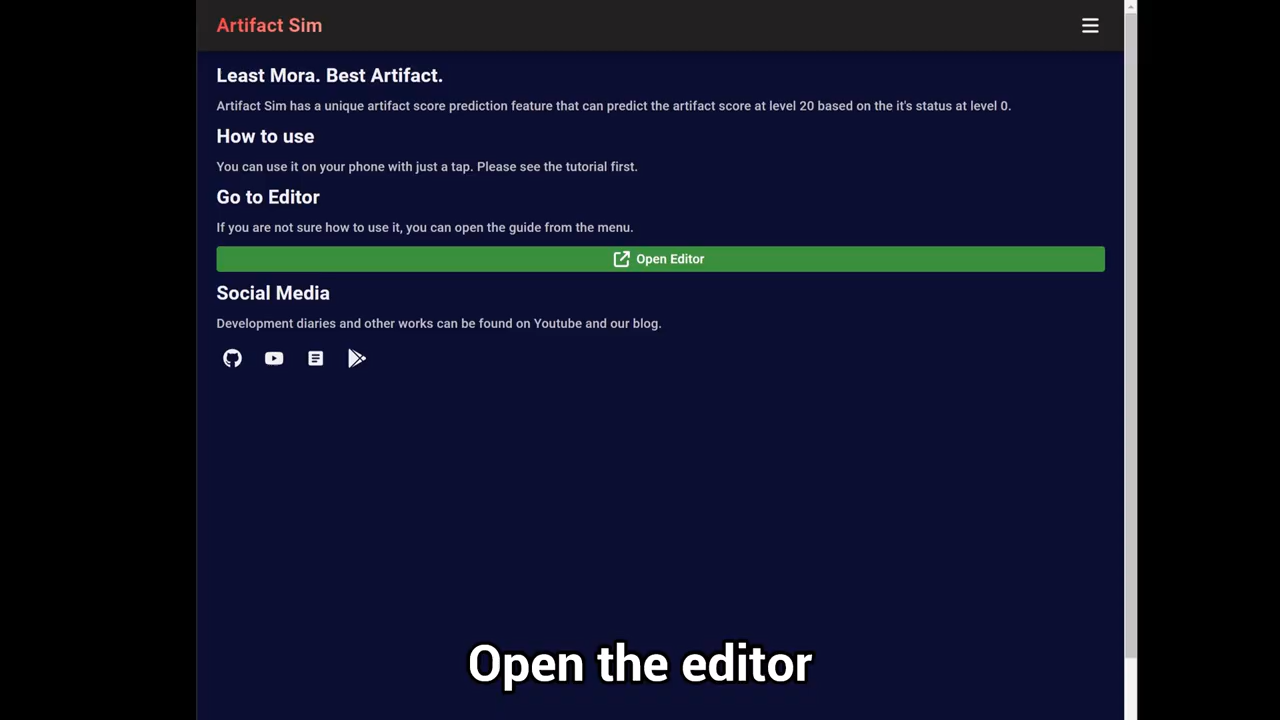 Artifact Sim
Least Mora. Best Artifact.
Artifact Sim has a unique artifact score prediction feature that can predict the artifact score at level 20 based on the it's status at level 0.
How to use
You can use it on your phone with just a tap. Please see the tutorial first.
Go to Editor
If you are not sure how to use it, you can open the guide from the menu.
Open Editor
Social Media
Development diaries and other works can be found on Youtube and our blog.
Open the editor